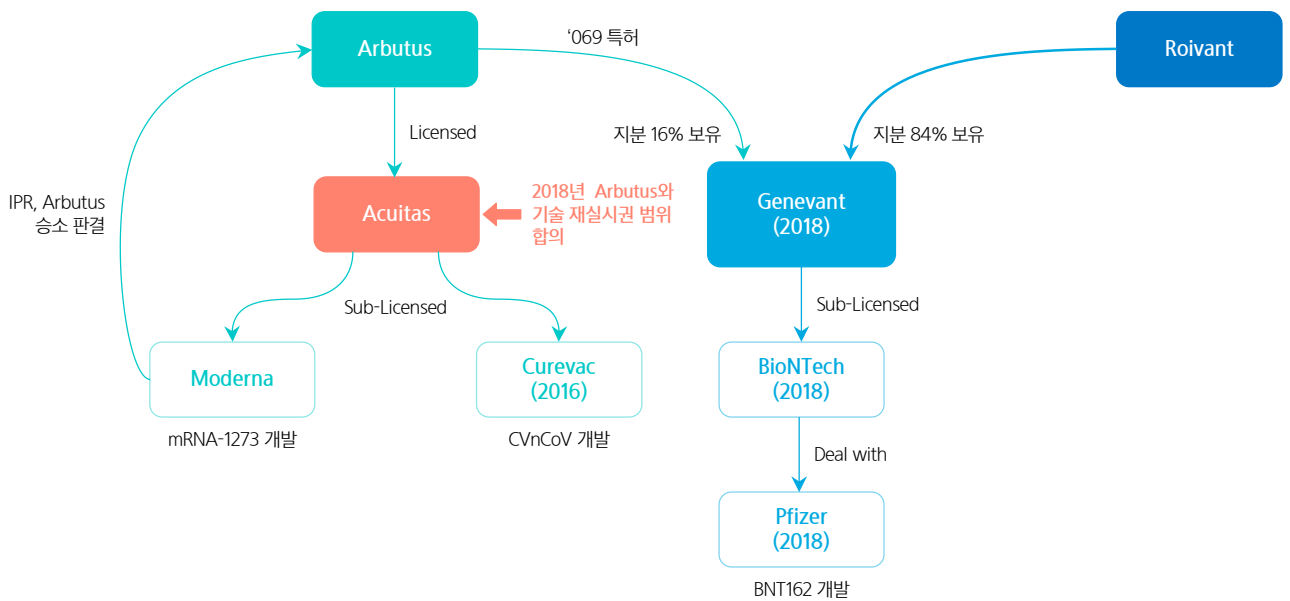 Arbutus
‘069 특허
Roivant
Licensed
지분 16% 보유
지분 84% 보유
IPR, Arbutus
승소 판결
Acuitas
2018년 Arbutus와
기술 재실시권 범위
합의
Genevant
(2018)
Sub-Licensed
Sub-Licensed
Moderna
Curevac
(2016)
BioNTech
(2018)
mRNA-1273 개발
CVnCoV 개발
Deal with
Pfizer
(2018)
BNT162 개발